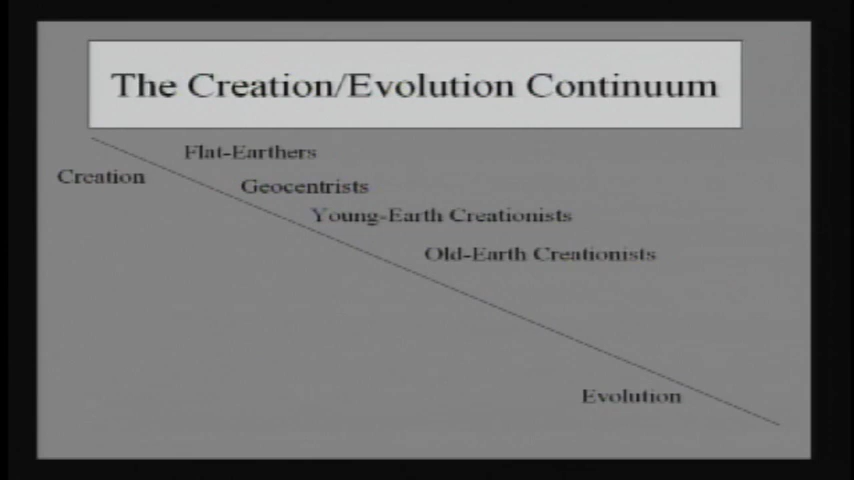 The Creation/Evolution Continuum
Flat-Earthers
Creation
Geocentrists
Young-Earth Creationists
Old-Earth Creationists
Evolution